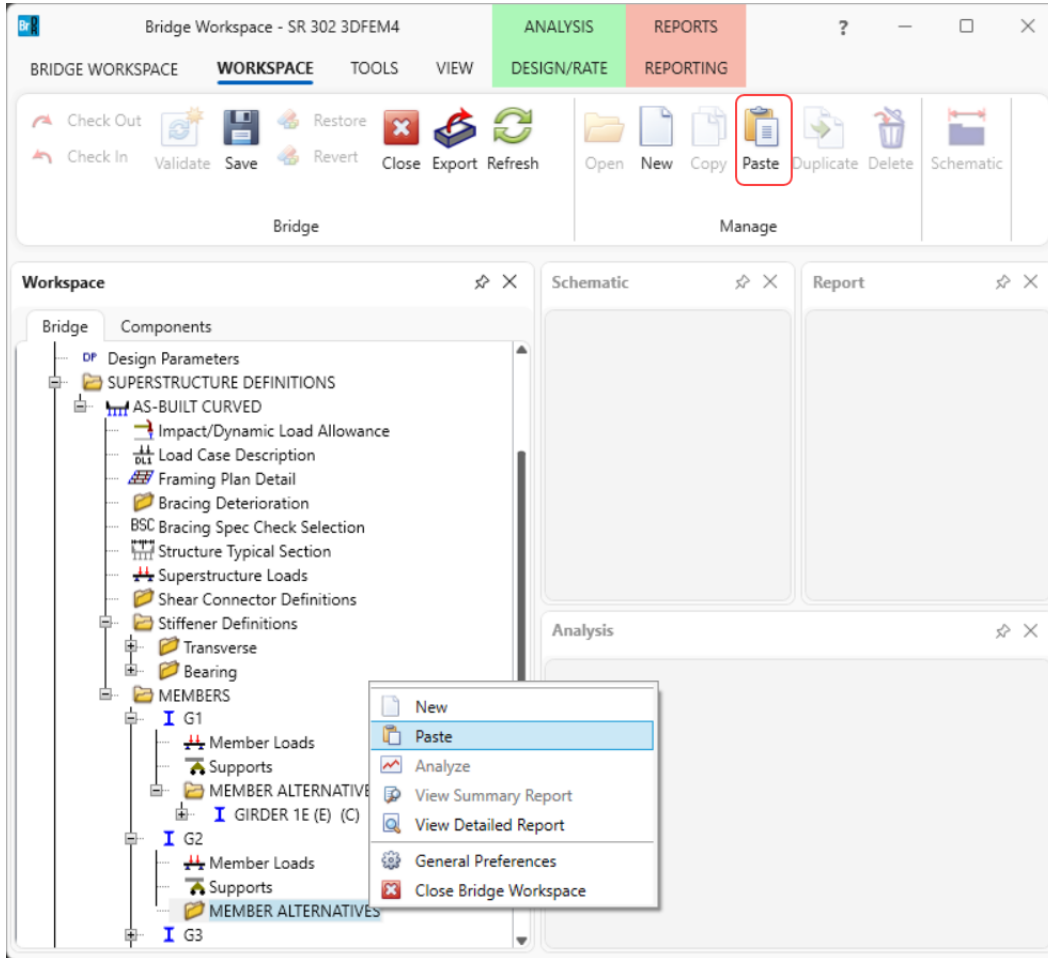 Br Bridge Workspace - SR 302 3DFEM4 ANALYSIS REPORTS ?
BRIDGE WORKSPACE WORKSPACE TOOLS VIEW DESIGN/RATE REPORTING
Check Out
Check In
Validate
Save
Restore
Revert
Close
Export
Refresh
Bridge
Open
New
Copy
Paste
Duplicate
Delete
Schematic
Manage
Workspace
Bridge Components
DP Design Parameters
SUPERSTRUCTURE DEFINITIONS
AS-BUILT CURVED
Impact/Dynamic Load Allowance
DL1 Load Case Description
Framing Plan Detail
Bracing Deterioration
BSC Bracing Spec Check Selection
Structure Typical Section
Superstructure Loads
Shear Connector Definitions
Stiffener Definitions
Transverse
Bearing
MEMBERS
G1
Member Loads
Supports
MEMBER ALTERNATIVE
GIRDER 1E (E) (C)
G2
Member Loads
Supports
MEMBER ALTERNATIVES
G3
New
Paste
Analyze
View Summary Report
View Detailed Report
General Preferences
Close Bridge Workspace
Schematic
Report
Analysis